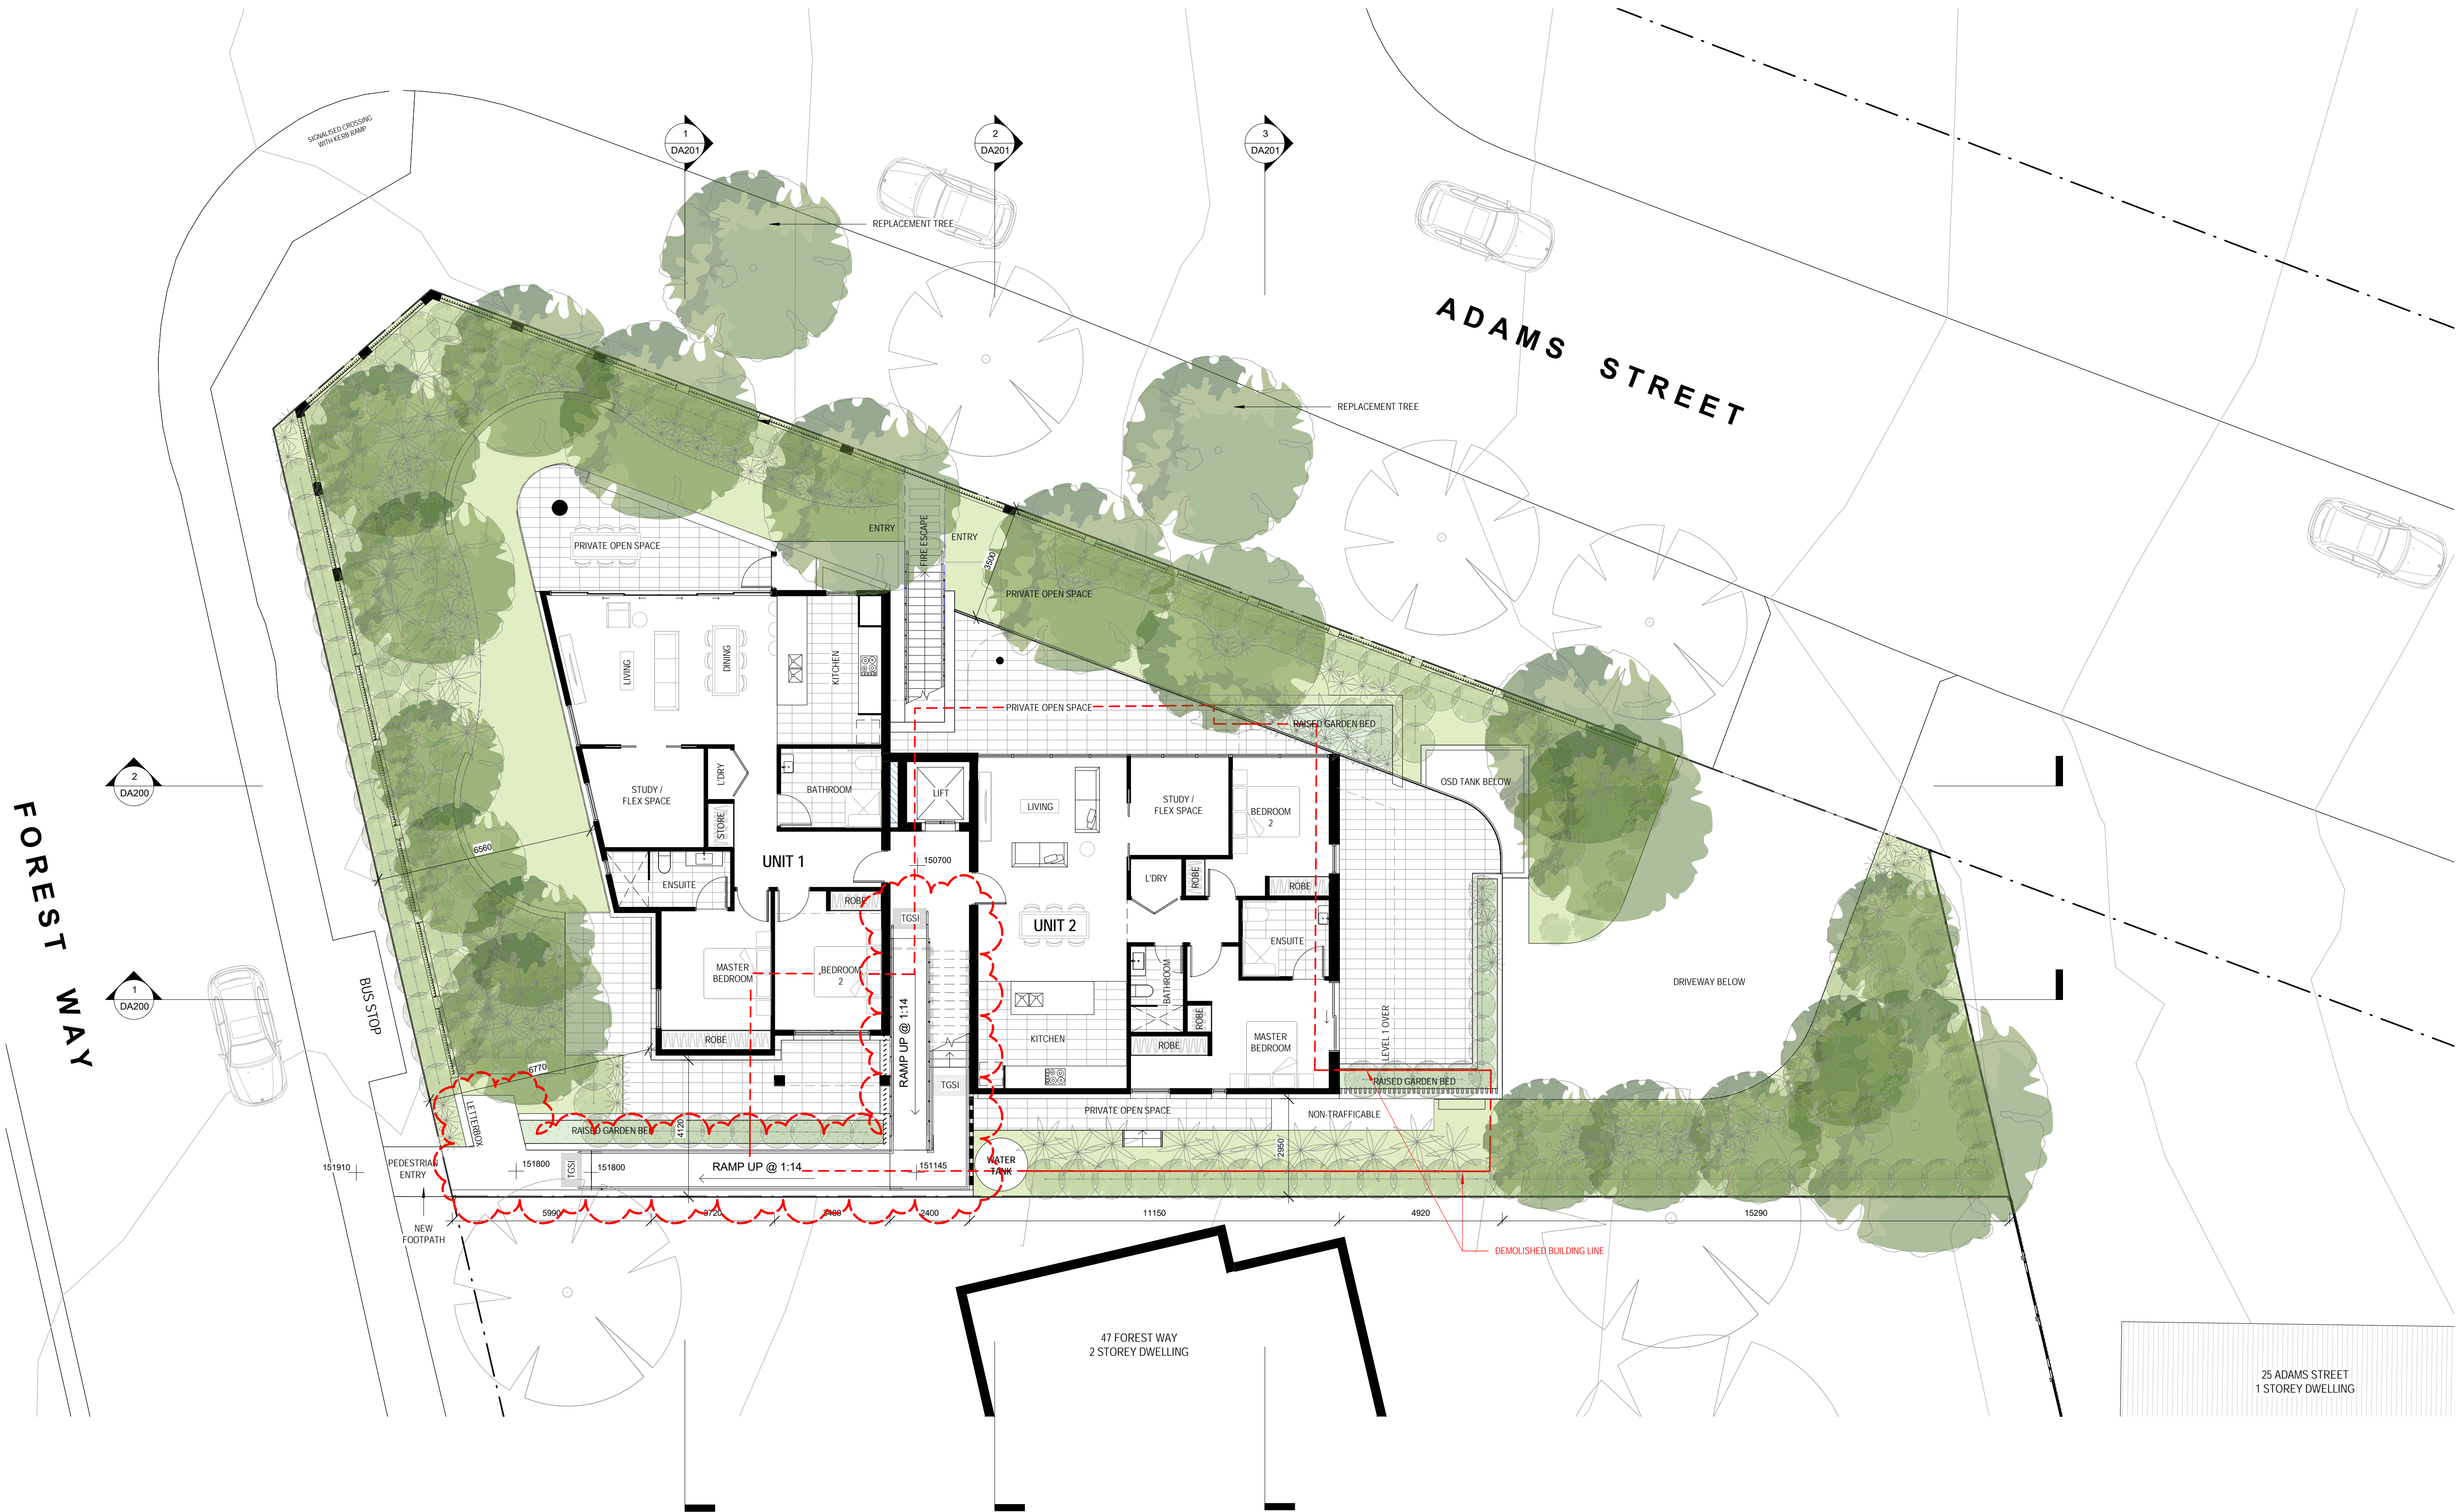 SIGNALISED CROSSING
WITH KERB RAMP
1
DA201
2
DA201
3
DA201
REPLACEMENT TREE
REPLACEMENT TREE
ADAMS STREET
FOREST WAY
BUS STOP
2
DA200
1
DA200
PRIVATE OPEN SPACE
ENTRY
FIRE ESCAPE
ENTRY
3500
PRIVATE OPEN SPACE
LIVING
DINING
KITCHEN
PRIVATE OPEN SPACE
RAISED GARDEN BED
OSD TANK BELOW
STUDY /
FLEX SPACE
L'DRY
STORE
BATHROOM
LIFT
LIVING
STUDY /
FLEX SPACE
BEDROOM
2
6560
UNIT 1
150700
ENSUITE
ROBE
TGSI
L'DRY
ROBE
ROBE
UNIT 2
ENSUITE
MASTER
BEDROOM
BEDROOM
2
BATHROOM
DRIVEWAY BELOW
ROBE
RAMP UP @ 1:14
KITCHEN
ROBE
ROBE
MASTER
BEDROOM
LEVEL 1 OVER
6770
TGSI
RAISED GARDEN BED
LETTERBOX
RAISED GARDEN BED
4120
PRIVATE OPEN SPACE
NON-TRAFFICABLE
2950
151910
PEDESTRIAN
ENTRY
151800
TGSI
151800
RAMP UP @ 1:14
151145
WATER
TANK
NEW
FOOTPATH
5990
3720
2400
11150
4920
15290
DEMOLISHED BUILDING LINE
47 FOREST WAY
2 STOREY DWELLING
25 ADAMS STREET
1 STOREY DWELLING